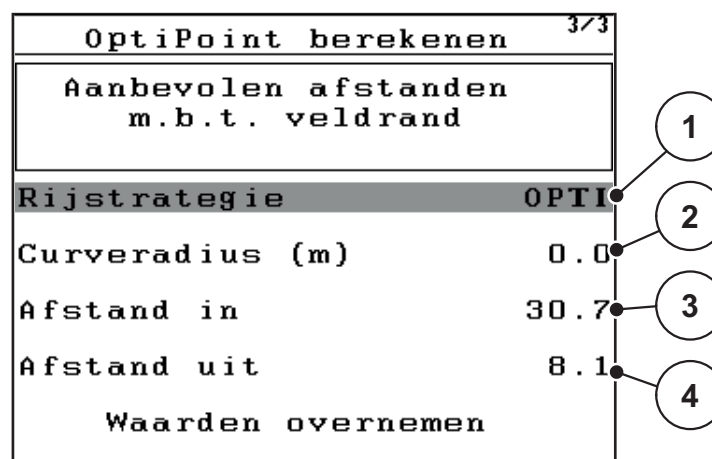 3/3
OptiPoint berekenen
Aanbevolen afstanden
m.b.t. veldrand
Rijstrategie OPTI
1
Curveradius (m) 0.0
2
Afstand in 30.7
3
Afstand uit 8.1
4
Waarden overnemen